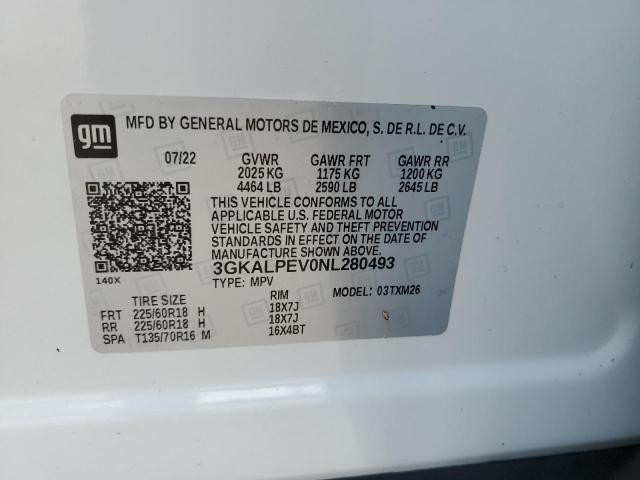 gm
MFD BY GENERAL MOTORS DE MEXICO, S. DE R.L. DE C.V.
07/22 GVWR GAWR FRT GAWR RR
2025 KG 1175 KG 1200 KG
4464 LB 2590 LB 2645 LB
THIS VEHICLE CONFORMS TO ALL
APPLICABLE U.S. FEDERAL MOTOR
VEHICLE SAFETY AND THEFT PREVENTION
STANDARDS IN EFFECT ON THE DATE OF
MANUFACTURE SHOWN ABOVE.
3GKALPEV0NL280493
140X TYPE: MPV MODEL: 03TXM26
TIRE SIZE RIM
FRT 225/60R18 H 18X7J
RR 225/60R18 H 18X7J
SPA T135/70R16 M 16X4BT